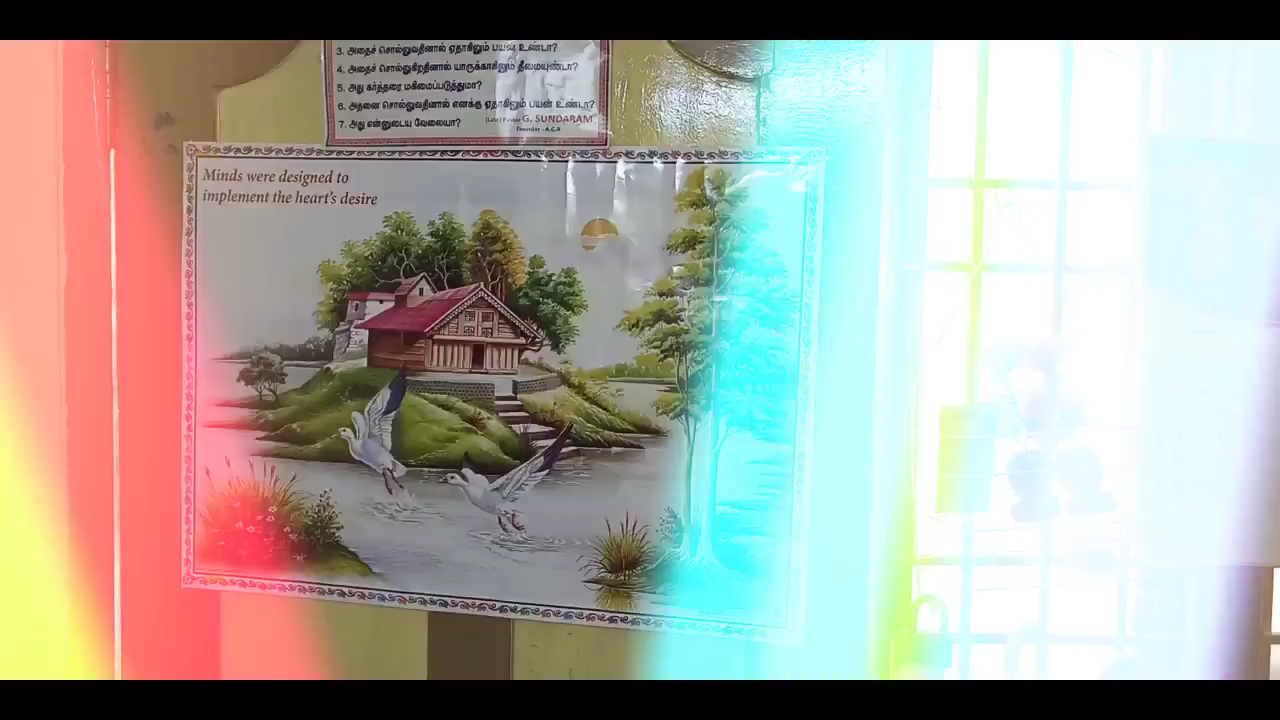 3. அதைச் சொல்லுவதினால் ஏதாகிலும் பயன் உண்டா?
4. அதைச் சொல்லுகிறதினால் யாருக்காகிலும் தீமையுண்டா?
5. அது கர்த்தரை மகிமைப்படுத்துமா?
6. அதனை சொல்லுவதினால் எனக்கு ஏதாகிலும் பயன் உண்டா?
7. அது என்னுடைய வேலையா?
(Late) Pastor G. SUNDARAM
Founder - A.C.A
Minds were designed to
implement the heart's desire